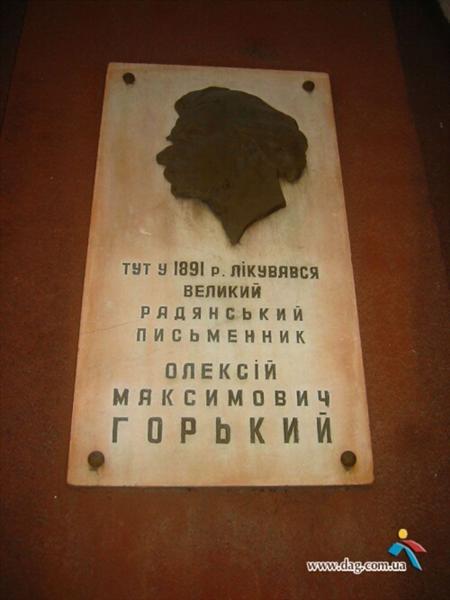 ТУТ У 1891 р. ЛІКУВАВСЯ
ВЕЛИКИЙ
РАДЯНСЬКИЙ
ПИСЬМЕННИК
ОЛЕКСІЙ
МАКСИМОВИЧ
ГОРЬКИЙ
www.dag.com.ua